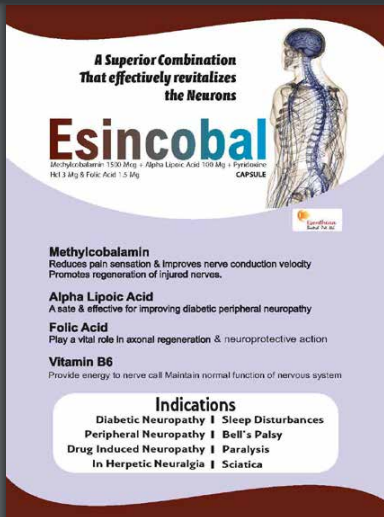 A Superior Combination
That effectively revitalizes
the Neurons
Esincobal
Methylcobalamin 1500 Mcg + Alpha Lipoic Acid 100 Mg + Pyridoxine
Hcl 3 Mg & Folic Acid 1.5 Mg
CAPSULE
Methylcobalamin
Reduces pain sensation & Improves nerve conduction velocity
Promotes regeneration of injured nerves.
Alpha Lipoic Acid
A sate & effective for improving diabetic peripheral neuropathy
Folic Acid
Play a vital role in axonal regeneration & neuroprotective action
Vitamin B6
Provide energy to nerve call Maintain normal function of nervous system
Indications
Diabetic Neuropathy | Sleep Disturbances
Peripheral Neuropathy | Bell's Palsy
Drug Induced Neuropathy | Paralysis
In Herpetic Neuralgia | Sciatica